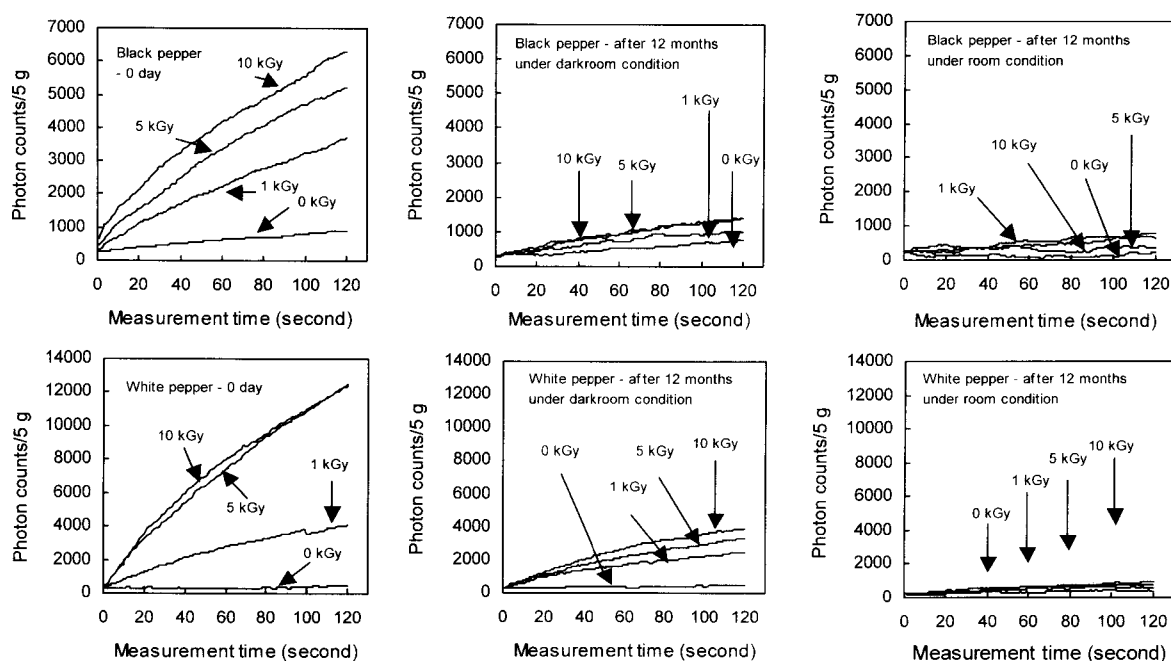 7000
6000
5000
4000
3000
2000
1000
0
Photon counts/5 g
Black pepper
- 0 day
10 kGy
5 kGy
1 kGy
0 kGy
0 20 40 60 80 100 120
Measurement time (second)
7000
6000
5000
4000
3000
2000
1000
0
Photon counts/5 g
Black pepper - after 12 months
under darkroom condition
1 kGy
10 kGy
5 kGy
0 kGy
0 20 40 60 80 100 120
Measurement time (second)
7000
6000
5000
4000
3000
2000
1000
0
Photon counts/5 g
Black pepper - after 12 months
under room condition
5 kGy
10 kGy
0 kGy
1 kGy
0 20 40 60 80 100 120
Measurement time (second)
14000
12000
10000
8000
6000
4000
2000
0
Photon counts/5 g
White pepper - 0 day
10 kGy
1 kGy
5 kGy
0 kGy
0 20 40 60 80 100 120
Measurement time (second)
14000
12000
10000
8000
6000
4000
2000
0
Photon counts/5 g
White pepper - after 12 months
under darkroom condition
10 kGy
5 kGy
0 kGy
1 kGy
0 20 40 60 80 100 120
Measurement time (second)
14000
12000
10000
8000
6000
4000
2000
0
Photon counts/5 g
White pepper - after 12 months
under room condition
10 kGy
5 kGy
1 kGy
0 kGy
0 20 40 60 80 100 120
Measurement time (second)